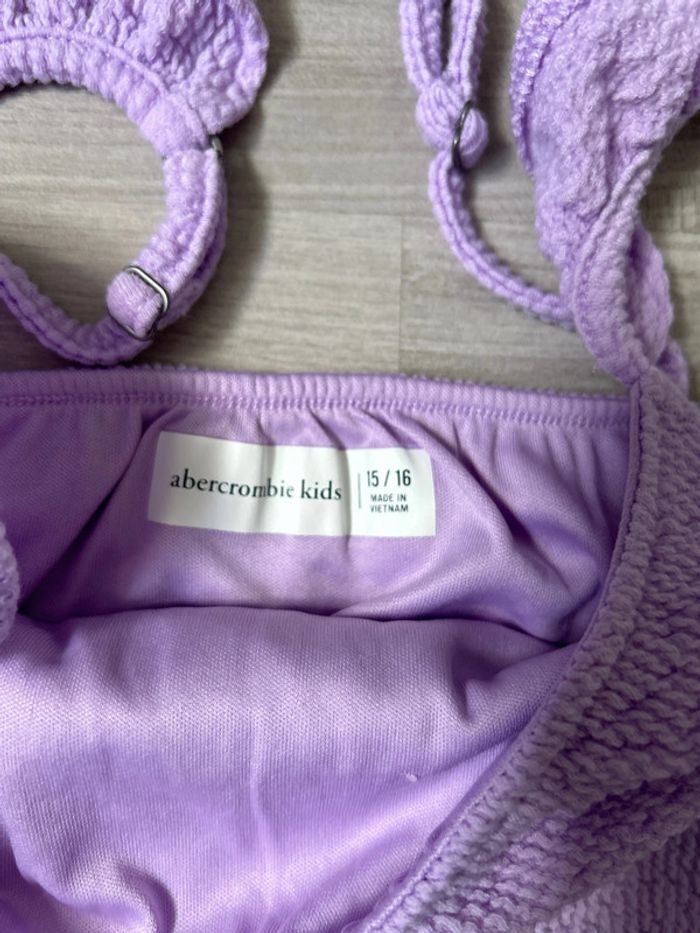 abercrombie kids
15 / 16
MADE IN
VIETNAM